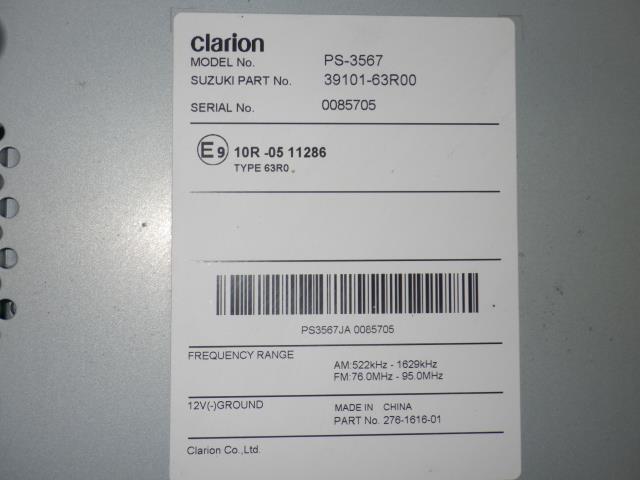 clarion
MODEL No. PS-3567
SUZUKI PART No. 39101-63R00
SERIAL No. 0085705
E9 10R -05 11286
TYPE 63R0
PS3567JA 0085705
FREQUENCY RANGE
AM:522kHz - 1629kHz
FM:76.0MHz - 95.0MHz
12V(-)GROUND
MADE IN CHINA
PART No. 276-1616-01
Clarion Co.,Ltd.